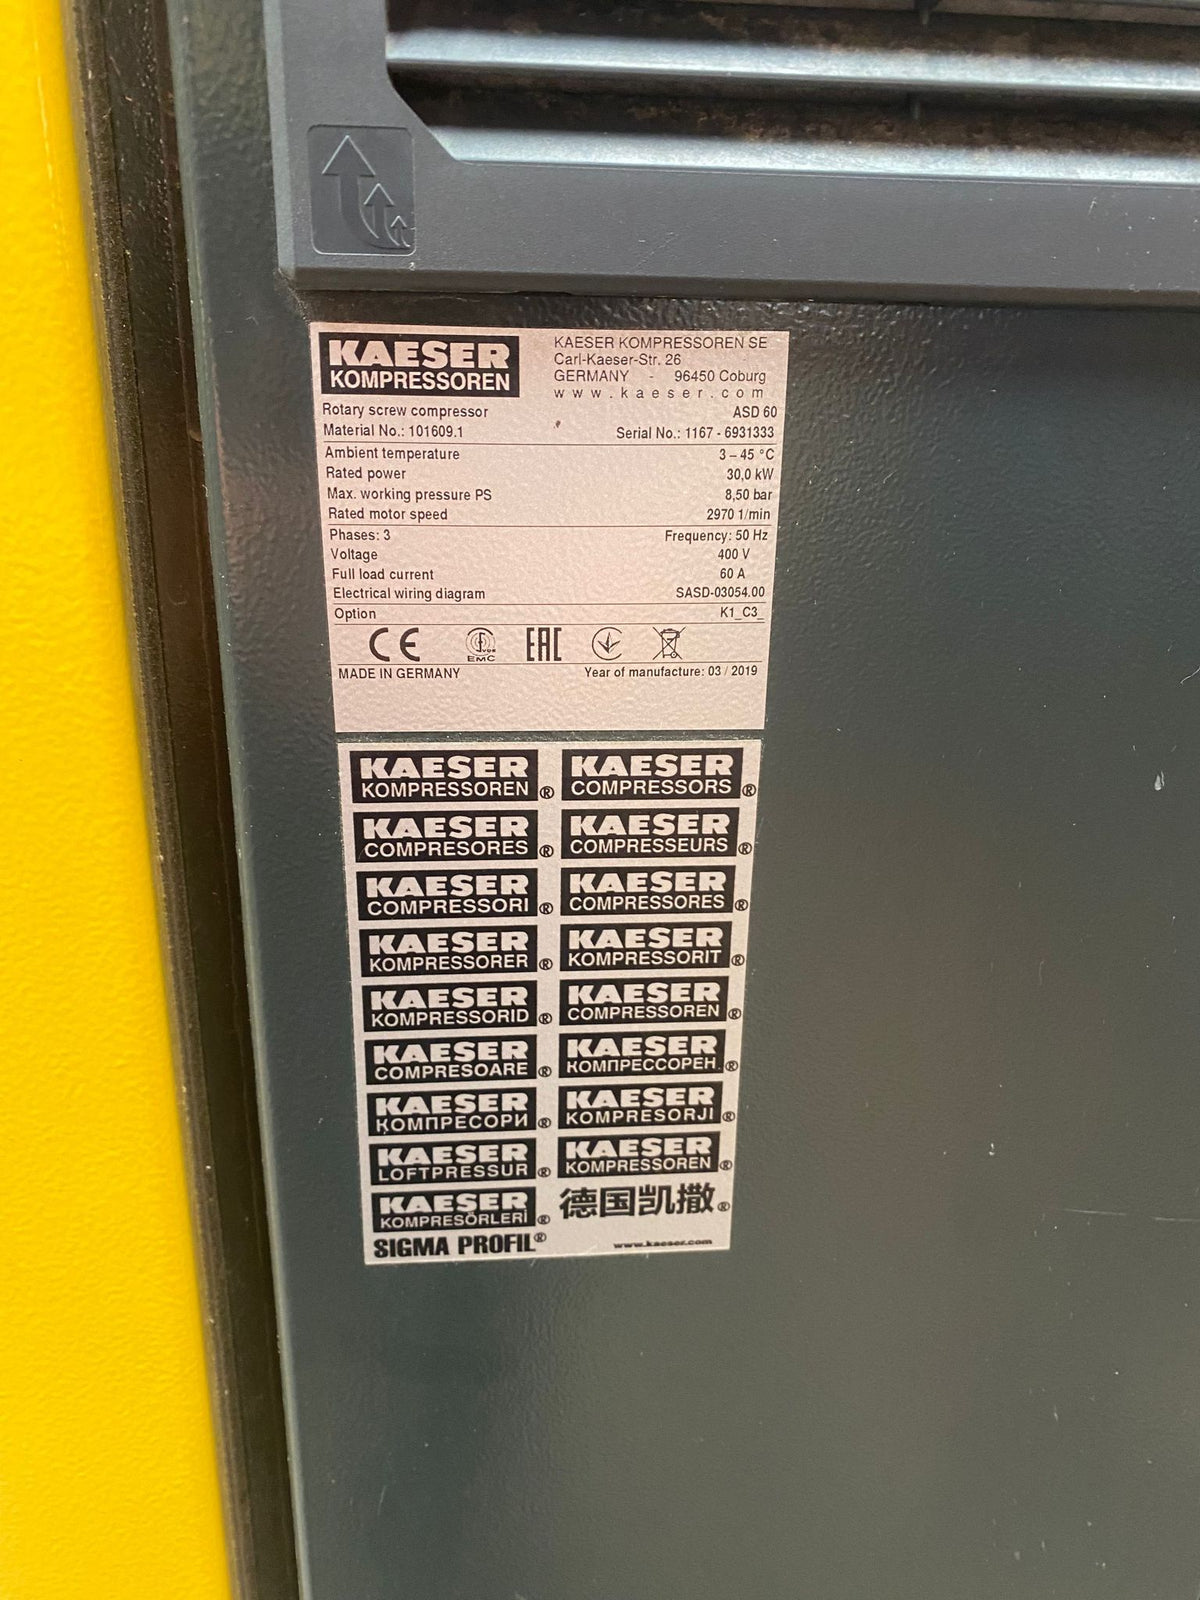 KAESER
KOMPRESSOREN
KAESER KOMPRESSOREN SE
Carl-Kaeser-Str. 26
GERMANY - 96450 Coburg
www.kaeser.com
Rotary screw compressor ASD 60
Material No.: 101609.1 Serial No.: 1167 - 6931333
Ambient temperature 3 – 45 °C
Rated power 30,0 kW
Max. working pressure PS 8,50 bar
Rated motor speed 2970 1/min
Phases: 3 Frequency: 50 Hz
Voltage 400 V
Full load current 60 A
Electrical wiring diagram SASD-03054.00
Option K1_C3_
CE EMC EAC
MADE IN GERMANY Year of manufacture: 03 / 2019
KAESER KAESER
KOMPRESSOREN® COMPRESSORS®
KAESER KAESER
COMPRESORES® COMPRESSEURS®
KAESER KAESER
COMPRESSORI® COMPRESSORES®
KAESER KAESER
KOMPRESSORER® KOMPRESSORIT®
KAESER KAESER
KOMPRESSORID® COMPRESSOREN®
KAESER KAESER
COMPRESOARE® КОМПРЕССОРЕН.®
KAESER KAESER
КОМПРЕСОРИ® KOMPRESORJI®
KAESER KAESER
LOFTPRESSUR® KOMPRESSOREN®
KAESER 德国凯撒®
KOMPRESÖRLERİ®
SIGMA PROFIL® www.kaeser.com